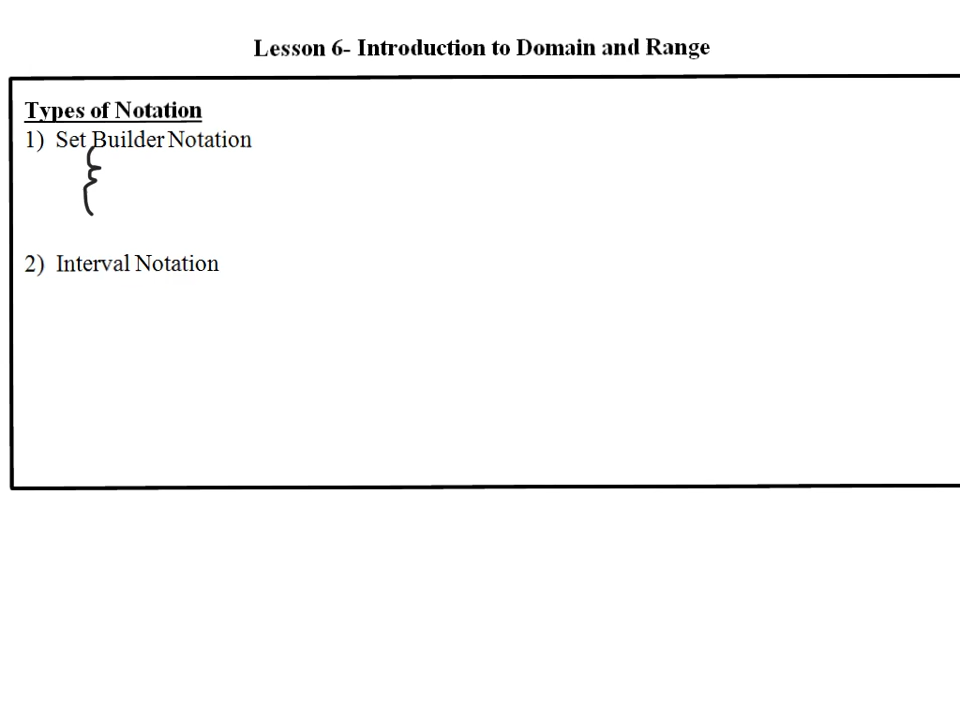 Lesson 6- Introduction to Domain and Range
Types of Notation
1) Set Builder Notation
{
2) Interval Notation